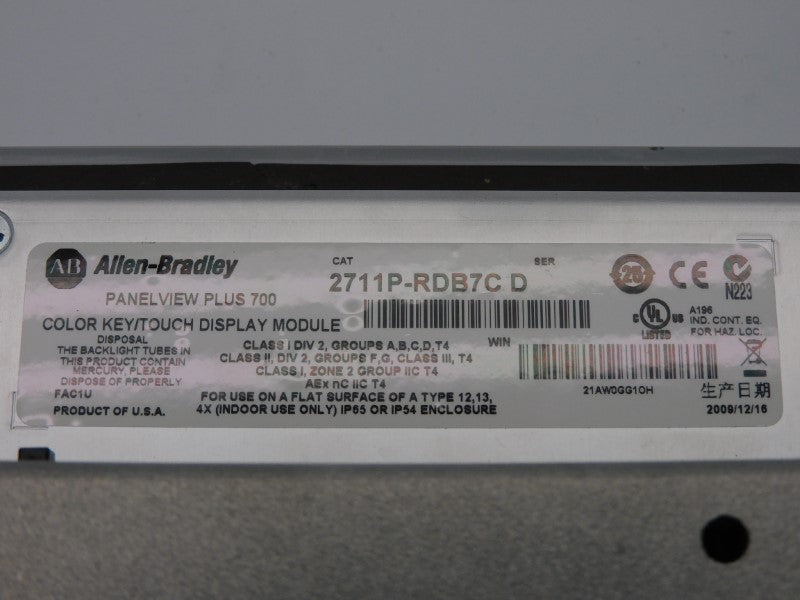 AB Allen-Bradley
PANELVIEW PLUS 700
COLOR KEY/TOUCH DISPLAY MODULE
DISPOSAL
THE BACKLIGHT TUBES IN
THIS PRODUCT CONTAIN
MERCURY, PLEASE
DISPOSE OF PROPERLY
FAC1U
PRODUCT OF U.S.A.
CAT
SER
2711P-RDB7C D
CLASS I DIV 2, GROUPS A,B,C,D,T4
CLASS II, DIV 2, GROUPS F,G, CLASS III, T4
CLASS I, ZONE 2 GROUP IIC T4
AEx nC IIC T4
FOR USE ON A FLAT SURFACE OF A TYPE 12,13,
4X (INDOOR USE ONLY) IP65 OR IP54 ENCLOSURE
WIN
21AW0GG1OH
25
CE
N223
C UL US
LISTED
A196
IND. CONT. EQ.
FOR HAZ. LOC.
生产日期
2009/12/16